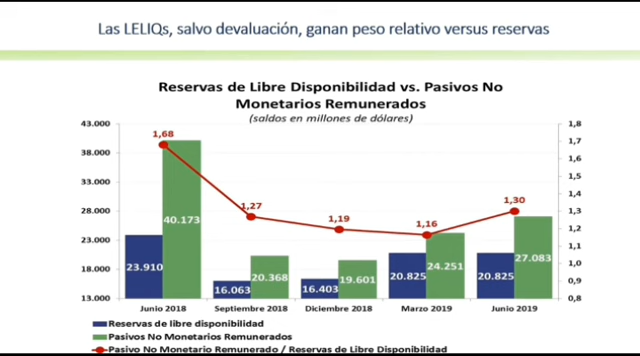 Las LELIQs, salvo devaluación, ganan peso relativo versus reservas
Reservas de Libre Disponibilidad vs. Pasivos No
Monetarios Remunerados
(saldos en millones de dólares)
43.000
38.000
33.000
28.000
23.000
18.000
13.000
1,8
1,7
1,6
1,5
1,4
1,3
1,2
1,1
1,0
0,9
0,8
1,68
1,27
1,19
1,16
1,30
23.910
40.173
16.063
20.368
16.403
19.601
20.825
24.251
20.825
27.083
Junio 2018
Septiembre 2018
Diciembre 2018
Marzo 2019
Junio 2019
Reservas de libre disponibilidad
Pasivos No Monetarios Remunerados
Pasivo No Monetario Remunerado / Reservas de Libre Disponibilidad